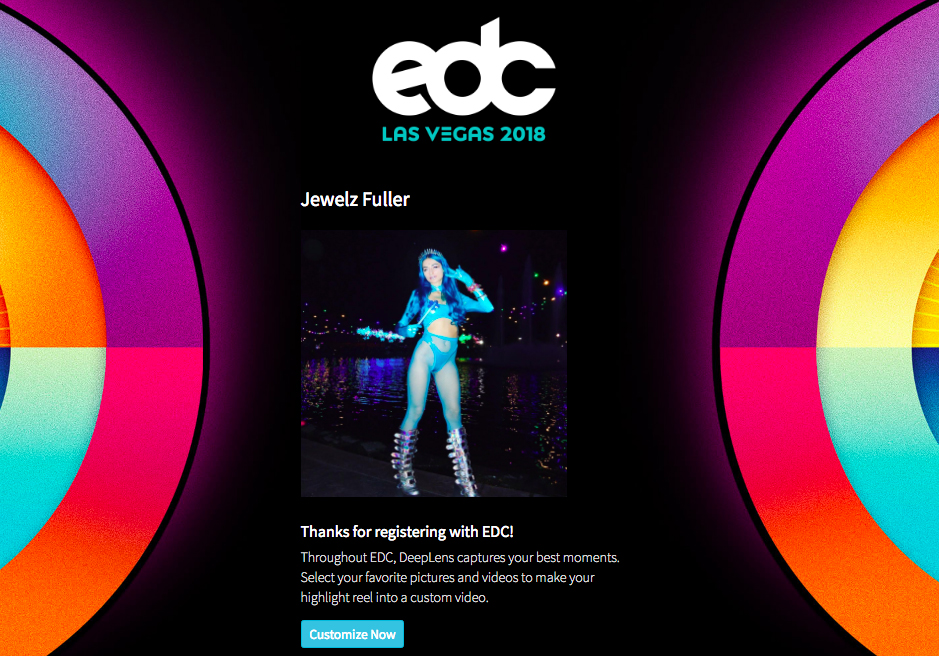 edc
LAS VEGAS 2018
Jewelz Fuller
Thanks for registering with EDC!
Throughout EDC, DeepLens captures your best moments.
Select your favorite pictures and videos to make your
highlight reel into a custom video.
Customize Now